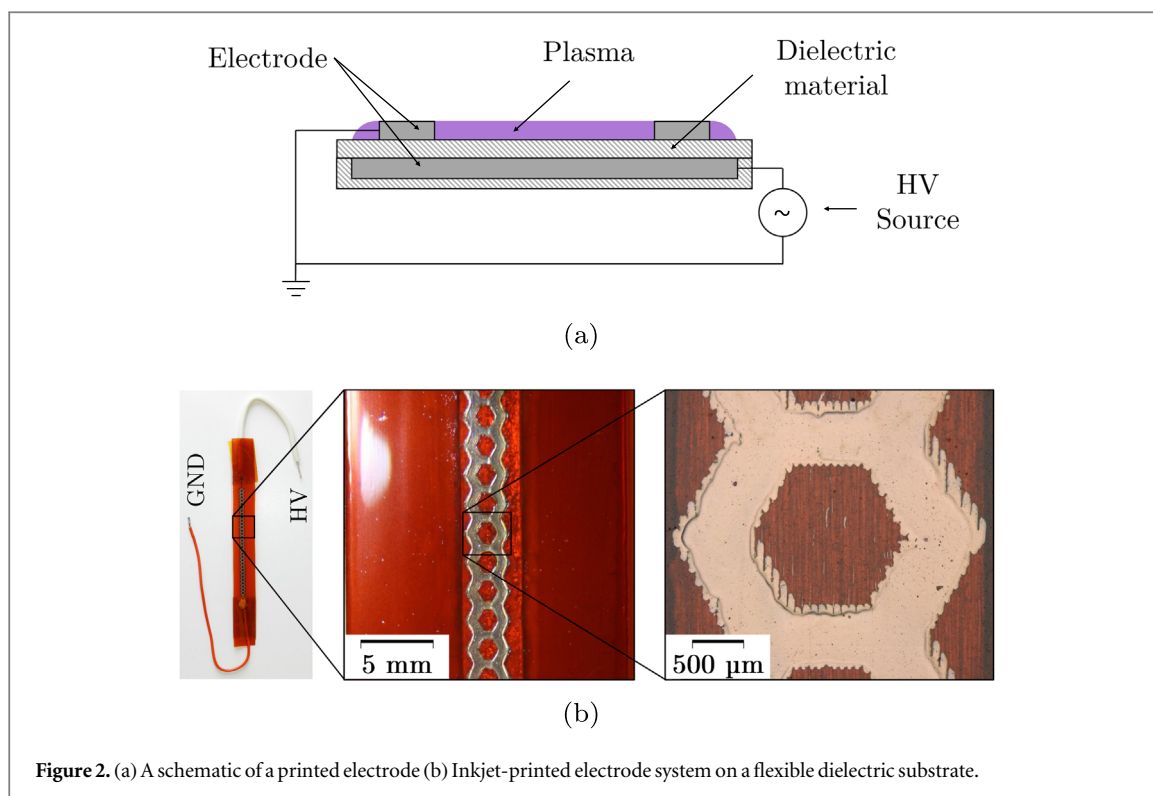 Electrode
Plasma
Dielectric
material
~
HV
Source
(a)
GND
HV
5 mm
500 µm
(b)
Figure 2. (a) A schematic of a printed electrode (b) Inkjet-printed electrode system on a flexible dielectric substrate.